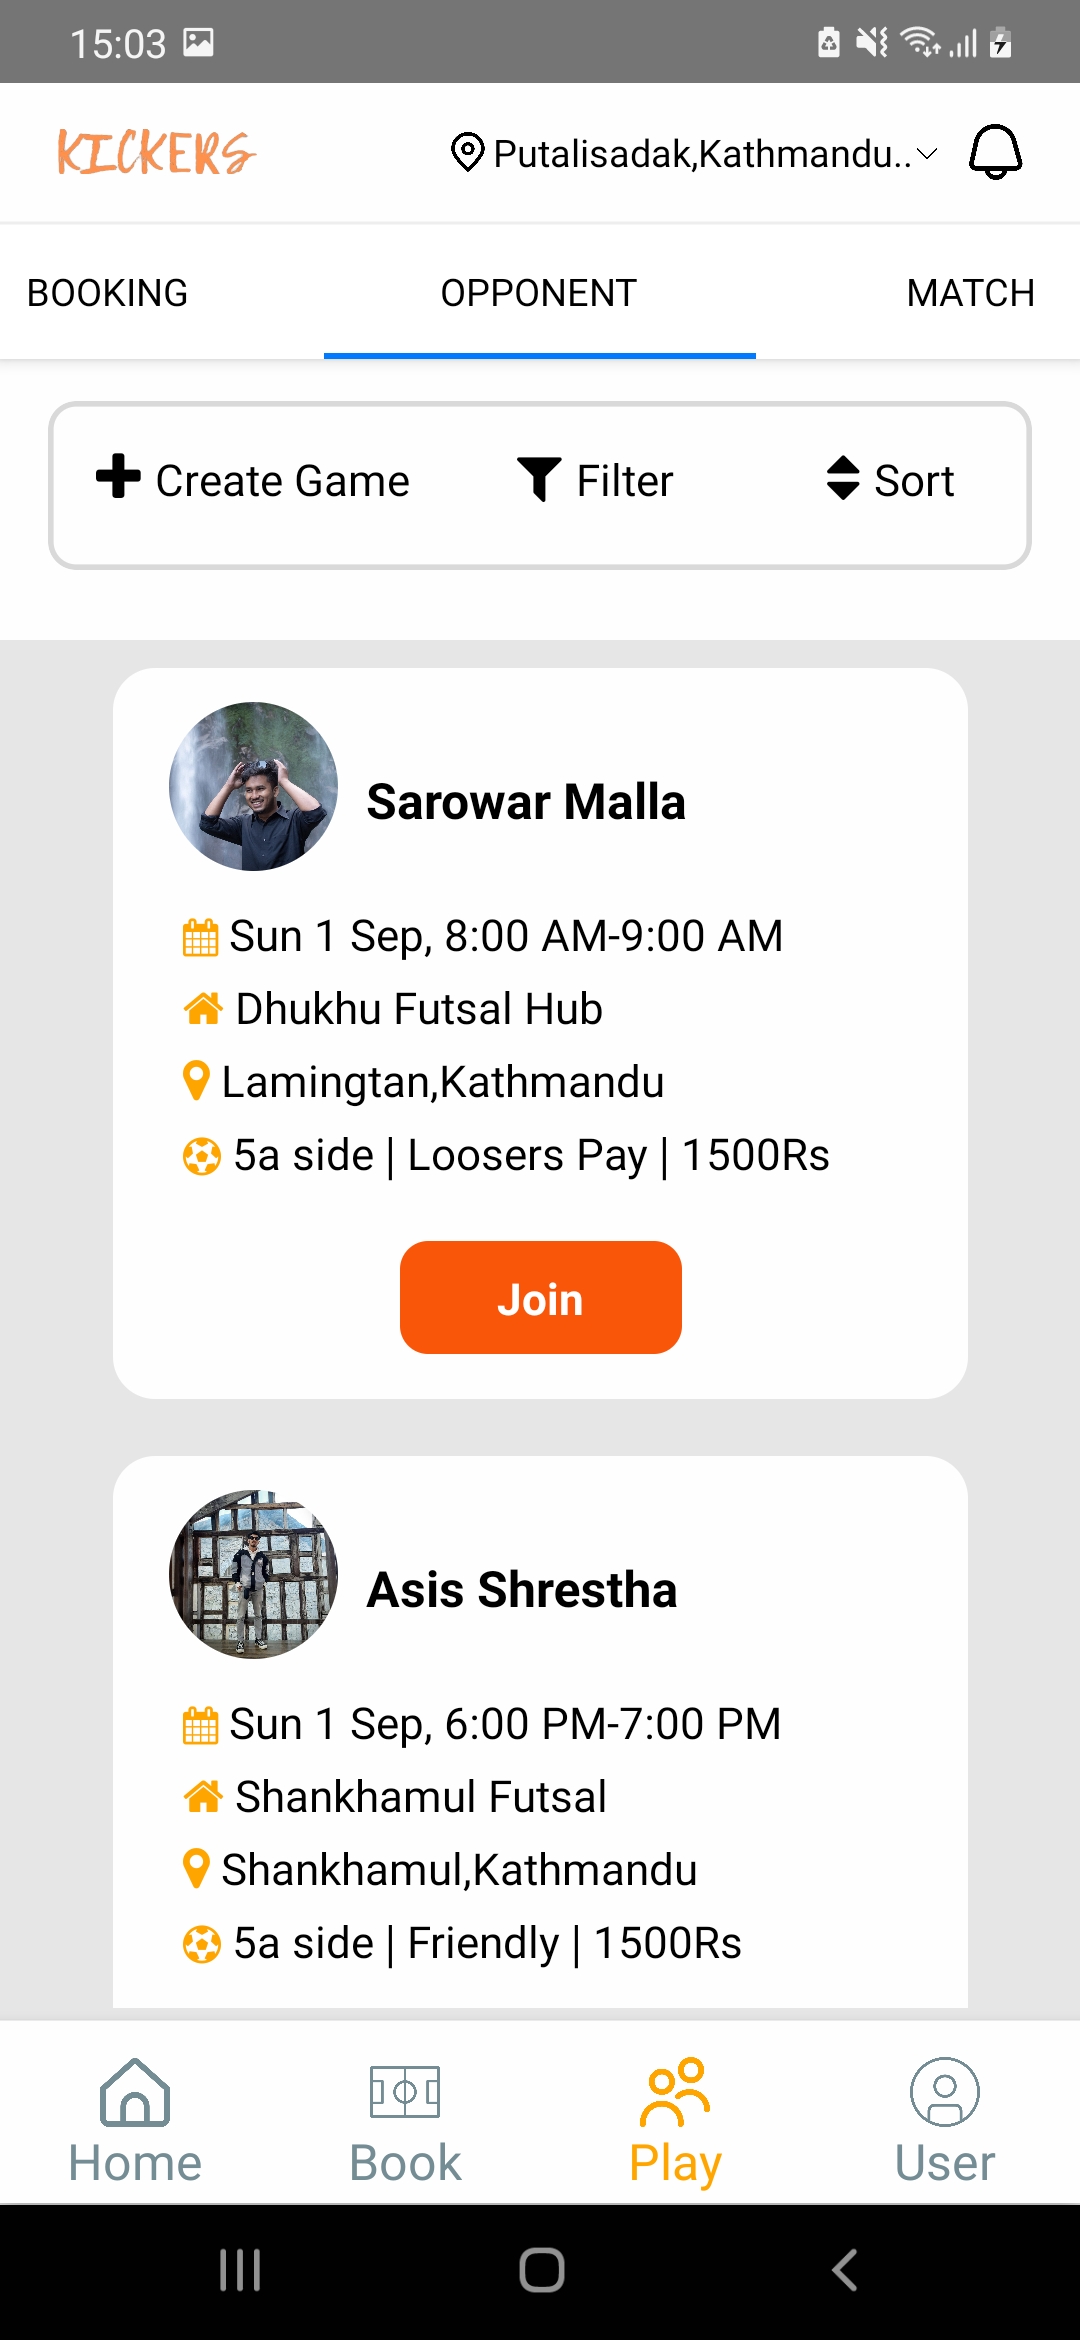 15:03
KICKERS
Putalisadak,Kathmandu..
BOOKING OPPONENT MATCH
Create Game Filter Sort
Sarowar Malla
Sun 1 Sep, 8:00 AM-9:00 AM
Dhukhu Futsal Hub
Lamingtan,Kathmandu
5a side | Loosers Pay | 1500Rs
Join
Asis Shrestha
Sun 1 Sep, 6:00 PM-7:00 PM
Shankhamul Futsal
Shankhamul,Kathmandu
5a side | Friendly | 1500Rs
Home Book Play User